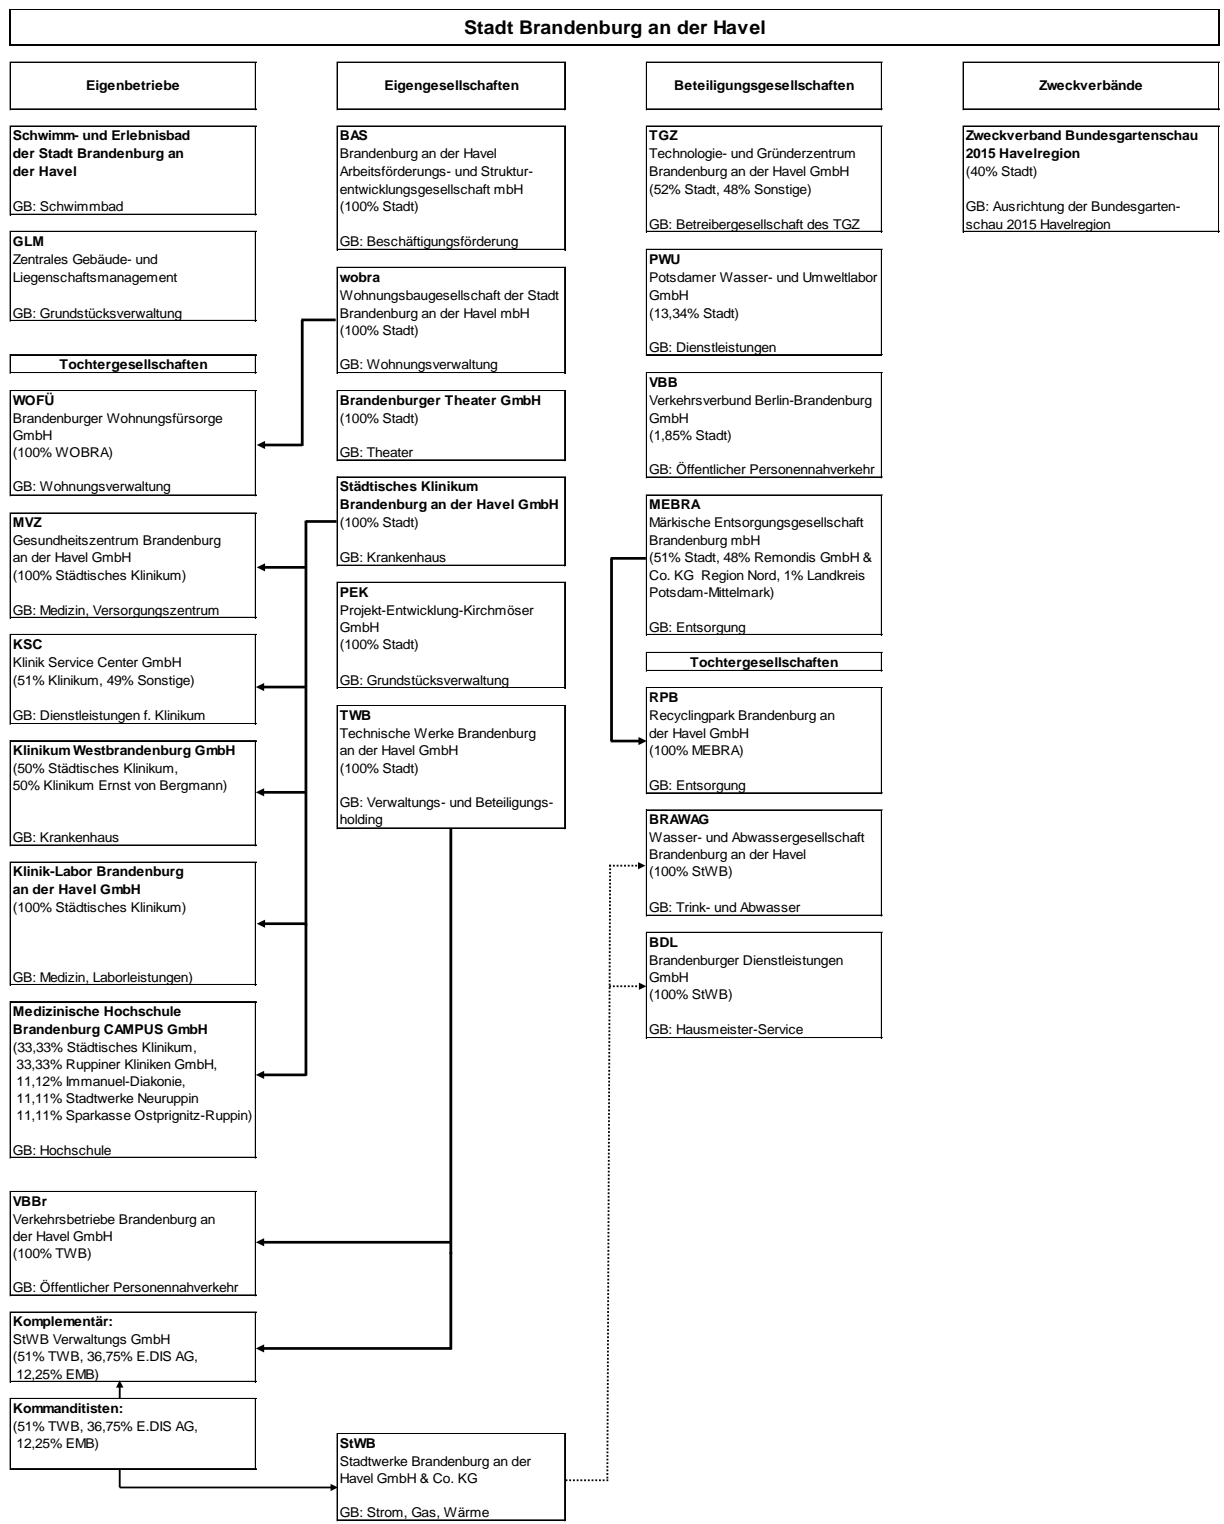 Stadt Brandenburg an der Havel
Eigenbetriebe
Schwimm- und Erlebnisbad
der Stadt Brandenburg an
der Havel
GB: Schwimmbad
GLM
Zentrales Gebäude- und
Liegenschaftsmanagement
GB: Grundstücksverwaltung
Tochtergesellschaften
WOFÜ
Brandenburger Wohnungsfürsorge
GmbH
(100% WOBRA)
GB: Wohnungsverwaltung
MVZ
Gesundheitszentrum Brandenburg
an der Havel GmbH
(100% Städtisches Klinikum)
GB: Medizin, Versorgungszentrum
KSC
Klinik Service Center GmbH
(51% Klinikum, 49% Sonstige)
GB: Dienstleistungen f. Klinikum
Klinikum Westbrandenburg GmbH
(50% Städtisches Klinikum,
50% Klinikum Ernst von Bergmann)
GB: Krankenhaus
Klinik-Labor Brandenburg
an der Havel GmbH
(100% Städtisches Klinikum)
GB: Medizin, Laborleistungen)
Medizinische Hochschule
Brandenburg CAMPUS GmbH
(33,33% Städtisches Klinikum,
33,33% Ruppiner Kliniken GmbH,
11,12% Immanuel-Diakonie,
11,11% Stadtwerke Neuruppin
11,11% Sparkasse Ostprignitz-Ruppin)
GB: Hochschule
VBBr
Verkehrsbetriebe Brandenburg an
der Havel GmbH
(100% TWB)
GB: Öffentlicher Personennahverkehr
Komplementär:
StWB Verwaltungs GmbH
(51% TWB, 36,75% E.DIS AG,
12,25% EMB)
Kommanditisten:
(51% TWB, 36,75% E.DIS AG,
12,25% EMB)
Eigengesellschaften
BAS
Brandenburg an der Havel
Arbeitsförderungs- und Struktur-
entwicklungsgesellschaft mbH
(100% Stadt)
GB: Beschäftigungsförderung
wobra
Wohnungsbaugesellschaft der Stadt
Brandenburg an der Havel mbH
(100% Stadt)
GB: Wohnungsverwaltung
Brandenburger Theater GmbH
(100% Stadt)
GB: Theater
Städtisches Klinikum
Brandenburg an der Havel GmbH
(100% Stadt)
GB: Krankenhaus
PEK
Projekt-Entwicklung-Kirchmöser
GmbH
(100% Stadt)
GB: Grundstücksverwaltung
TWB
Technische Werke Brandenburg
an der Havel GmbH
(100% Stadt)
GB: Verwaltungs- und Beteiligungs-
holding
StWB
Stadtwerke Brandenburg an der
Havel GmbH & Co. KG
GB: Strom, Gas, Wärme
Beteiligungsgesellschaften
TGZ
Technologie- und Gründerzentrum
Brandenburg an der Havel GmbH
(52% Stadt, 48% Sonstige)
GB: Betreibergesellschaft des TGZ
PWU
Potsdamer Wasser- und Umweltlabor
GmbH
(13,34% Stadt)
GB: Dienstleistungen
VBB
Verkehrsverbund Berlin-Brandenburg
GmbH
(1,85% Stadt)
GB: Öffentlicher Personennahverkehr
MEBRA
Märkische Entsorgungsgesellschaft
Brandenburg mbH
(51% Stadt, 48% Remondis GmbH &
Co. KG Region Nord, 1% Landkreis
Potsdam-Mittelmark)
GB: Entsorgung
Tochtergesellschaften
RPB
Recyclingpark Brandenburg an
der Havel GmbH
(100% MEBRA)
GB: Entsorgung
BRAWAG
Wasser- und Abwassergesellschaft
Brandenburg an der Havel
(100% StWB)
GB: Trink- und Abwasser
BDL
Brandenburger Dienstleistungen
GmbH
(100% StWB)
GB: Hausmeister-Service
Zweckverbände
Zweckverband Bundesgartenschau
2015 Havelregion
(40% Stadt)
GB: Ausrichtung der Bundesgarten-
schau 2015 Havelregion